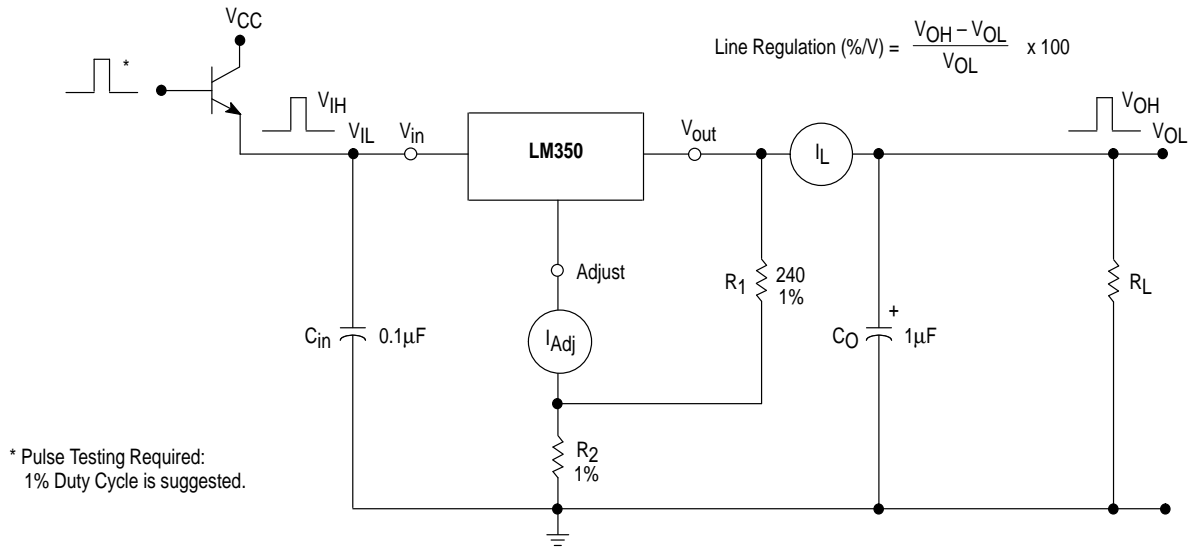 VCC
*
Line Regulation (%/V) = VOH – VOL / VOL x 100
VIH
VIL
Vin
LM350
Vout
IL
VOH
VOL
Adjust
R1
240
1%
RL
Cin
0.1µF
IAdj
+
CO
1µF
R2
1%
* Pulse Testing Required:
1% Duty Cycle is suggested.